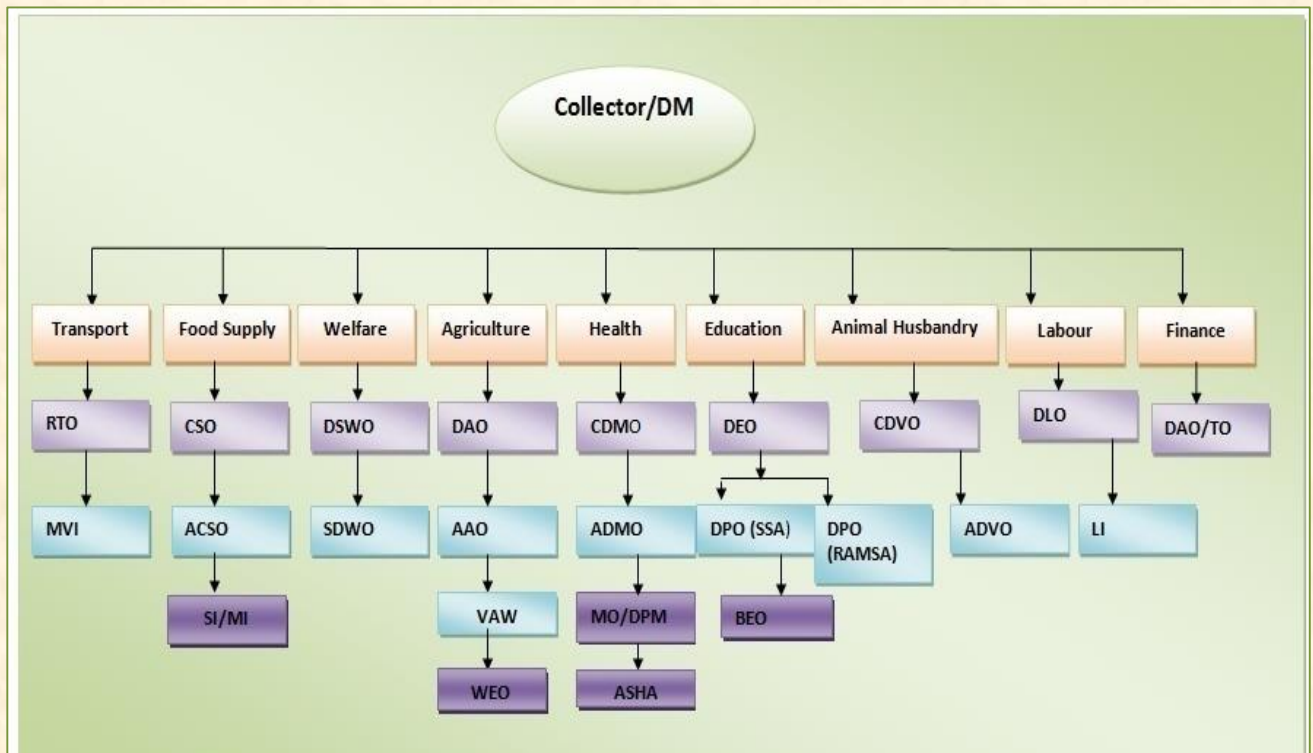 Collector/DM
Transport
Food Supply
Welfare
Agriculture
Health
Education
Animal Husbandry
Labour
Finance
RTO
CSO
DSWO
DAO
CDMO
DEO
CDVO
DLO
DAO/TO
MVI
ACSO
SDWO
AAO
ADMO
DPO (SSA)
DPO
(RAMSA)
ADVO
LI
SI/MI
VAW
MO/DPM
BEO
WEO
ASHA